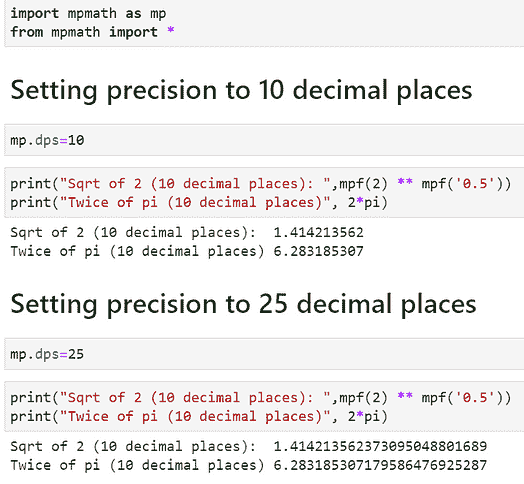 import mpmath as mp
from mpmath import *
Setting precision to 10 decimal places
mp.dps=10
print("Sqrt of 2 (10 decimal places): ",mpf(2) ** mpf('0.5'))
print("Twice of pi (10 decimal places)", 2*pi)
Sqrt of 2 (10 decimal places):  1.414213562
Twice of pi (10 decimal places) 6.283185307
Setting precision to 25 decimal places
mp.dps=25
print("Sqrt of 2 (10 decimal places): ",mpf(2) ** mpf('0.5'))
print("Twice of pi (10 decimal places)", 2*pi)
Sqrt of 2 (10 decimal places):  1.414213562373095048801689
Twice of pi (10 decimal places) 6.283185307179586476925287